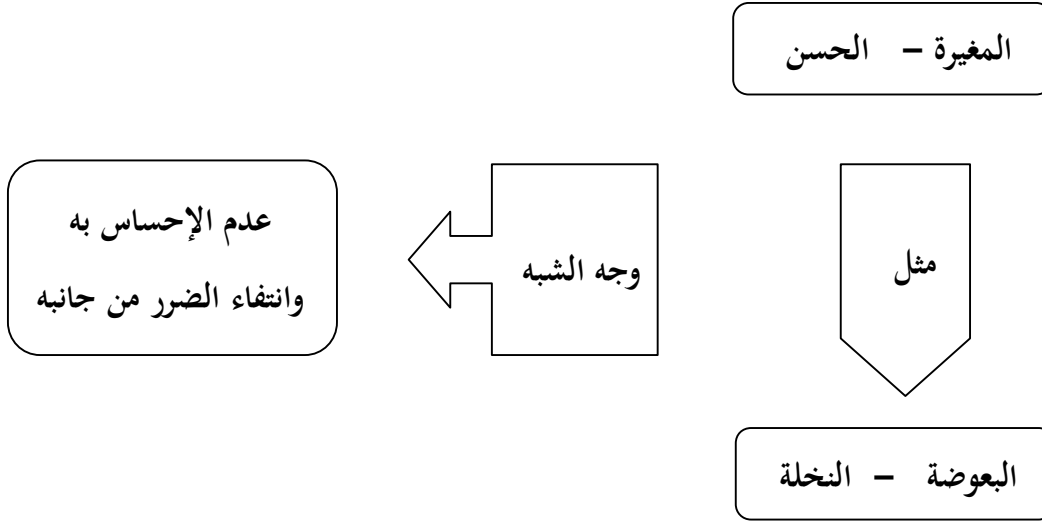 المغيرة – الحسن
مثل
وجه الشبه
عدم الإحساس به
وانتفاء الضرر من جانبه
البعوضة – النخلة